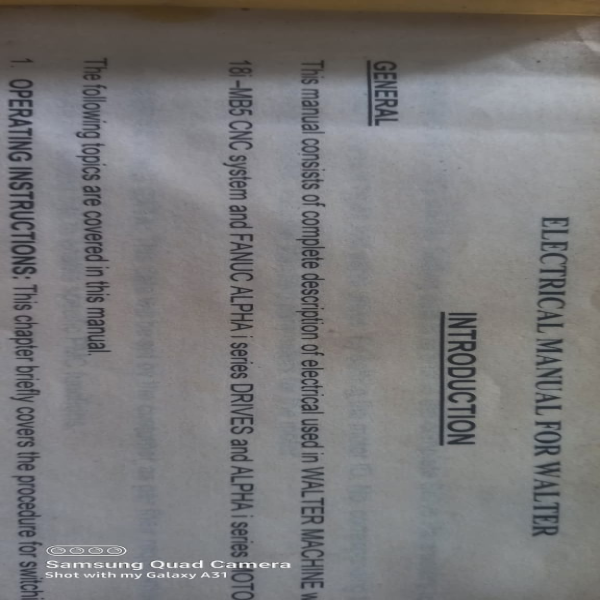 ELECTRICAL MANUAL FOR WALTER
INTRODUCTION
GENERAL
This manual consists of complete description of electrical used in WALTER MACHINE
18i –MB5 CNC system and FANUC ALPHA i series DRIVES and ALPHA i series
The following topics are covered in this manual.
1. OPERATING INSTRUCTIONS: This chapter briefly covers the procedure for
Samsung Quad Camera
Shot with my Galaxy A31